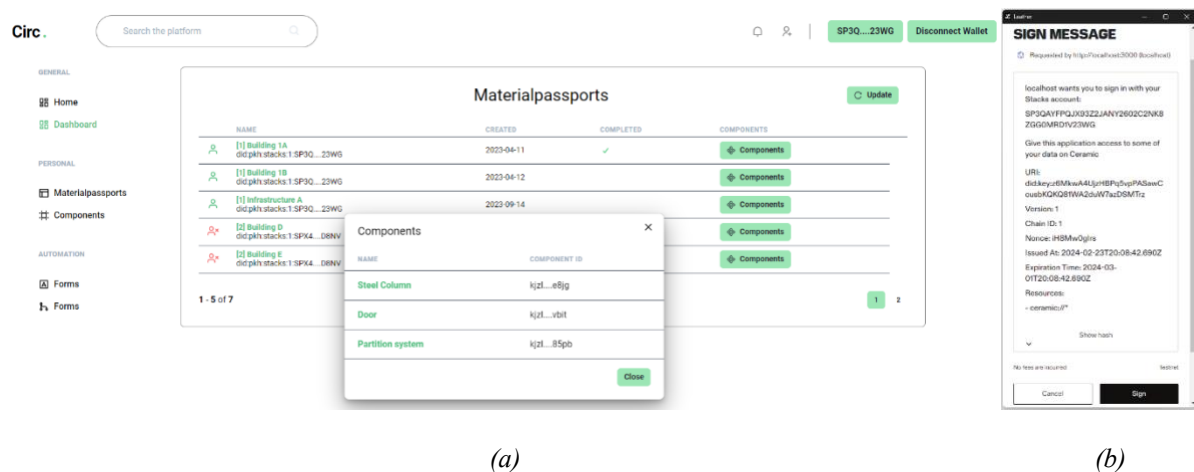 Circ.
Search the platform
SP3Q....23WG
Disconnect Wallet
GENERAL
Home
Dashboard
PERSONAL
Materialpassports
Components
AUTOMATION
Forms
Forms
Materialpassports
Update
NAME CREATED COMPLETED COMPONENTS
[1] Building 1A
did:pkh:stacks:1:SP3Q....23WG
2023-04-11
Components
[1] Building 1B
did:pkh:stacks:1:SP3Q....23WG
2023-04-12
Components
[1] Infrastructure A
did:pkh:stacks:1:SP3Q....23WG
2023-09-14
Components
[2] Building D
did:pkh:stacks:1:SPX4....D8NV
Components
[2] Building E
did:pkh:stacks:1:SPX4....D8NV
Components
1 - 5 of 7
1 2
Components
NAME COMPONENT ID
Steel Column kjzl....e8jg
Door kjzl....vbit
Partition system kjzl....85pb
Close
Leather
SIGN MESSAGE
Requested by http://localhost:3000 (localhost)
localhost wants you to sign in with your
Stacks account:
Give this application access to some of
your data on Ceramic
URI:
Version: 1
Chain ID: 1
Nonce: iHBMw0gIrs
Issued At: 2024-02-23T20:08:42.690Z
Expiration Time: 2024-03-
01T20:08:42.690Z
Resources:
- ceramic://*
Show hash
No fees are incurred
testnet
Cancel
Sign
(a)
(b)